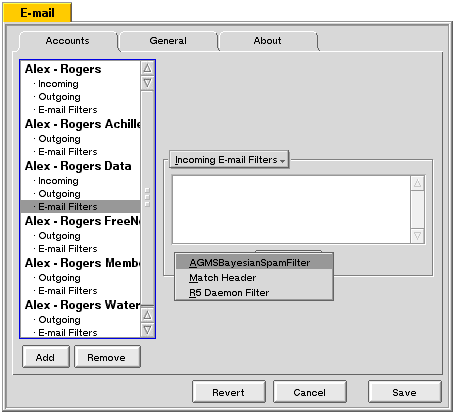 E-mail
Accounts
General
About
Alex - Rogers
· Incoming
· Outgoing
· E-mail Filters
Alex - Rogers Achille
· Outgoing
· E-mail Filters
Alex - Rogers Data
· Incoming
· Outgoing
· E-mail Filters
Alex - Rogers FreeNe
· Outgoing
· E-mail Filters
Alex - Rogers Membe
· Outgoing
· E-mail Filters
Alex - Rogers Water
· Outgoing
· E-mail Filters
Incoming E-mail Filters
AGMSBayesianSpamFilter
Match Header
R5 Daemon Filter
Add
Remove
Revert
Cancel
Save